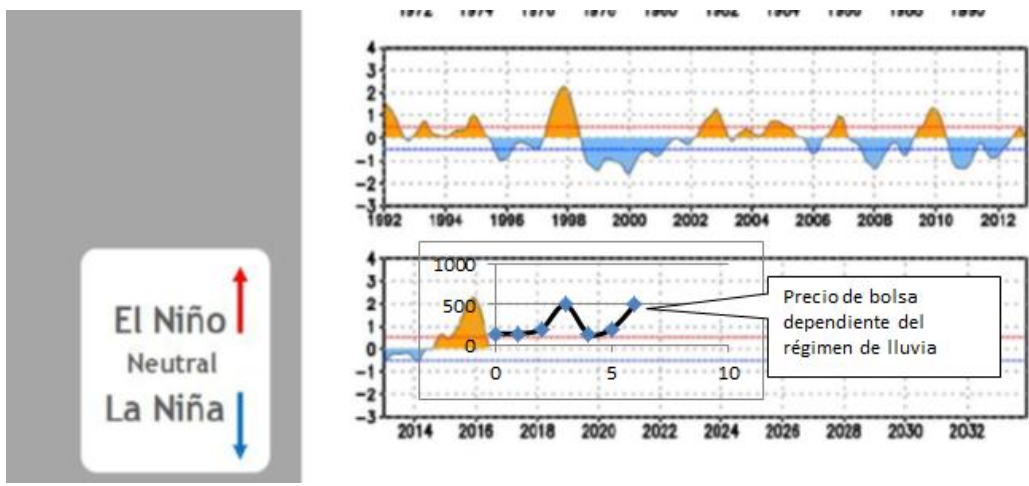 4
3
2
1
0
-1
-2
-3
1992 1994 1996 1998 2000 2002 2004 2006 2008 2010 2012
El Niño
Neutral
La Niña
4
3
2
1
0
-1
-2
-3
2014 2016 2018 2020 2022 2024 2026 2028 2030 2032
1000
500
0
0 5 10
Precio de bolsa
dependiente del
régimen de lluvia